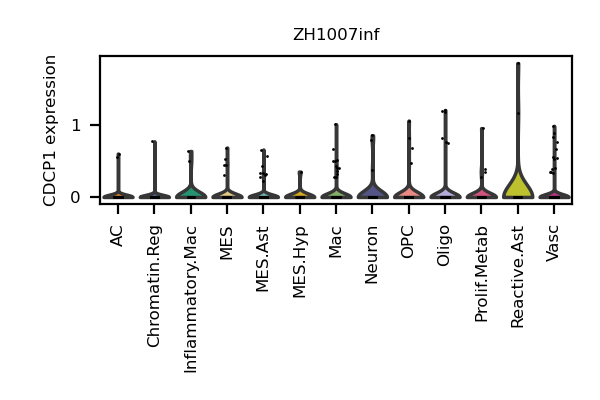 ZH1007inf
CDCP1 expression
1
0
AC
Chromatin.Reg
Inflammatory.Mac
MES
MES.Ast
MES.Hyp
Mac
Neuron
OPC
Oligo
Prolif.Metab
Reactive.Ast
Vasc